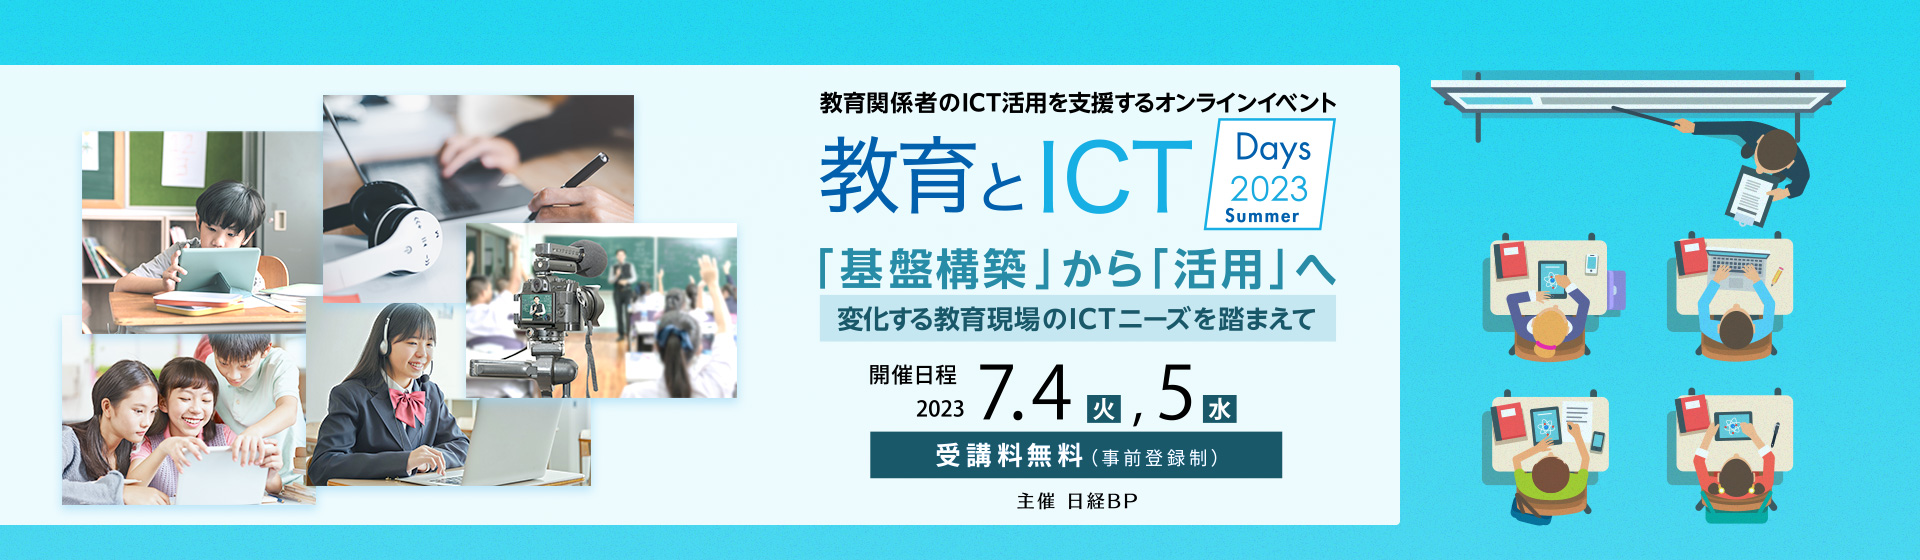 教育関係者のICT活用を支援するオンラインイベント
教育とICT
Days
2023
Summer
「基盤構築」から「活用」へ
変化する教育現場のICTニーズを踏まえて
開催日程
2023 7.4 火 , 5 水
受講料無料（事前登録制）
主催 日経BP